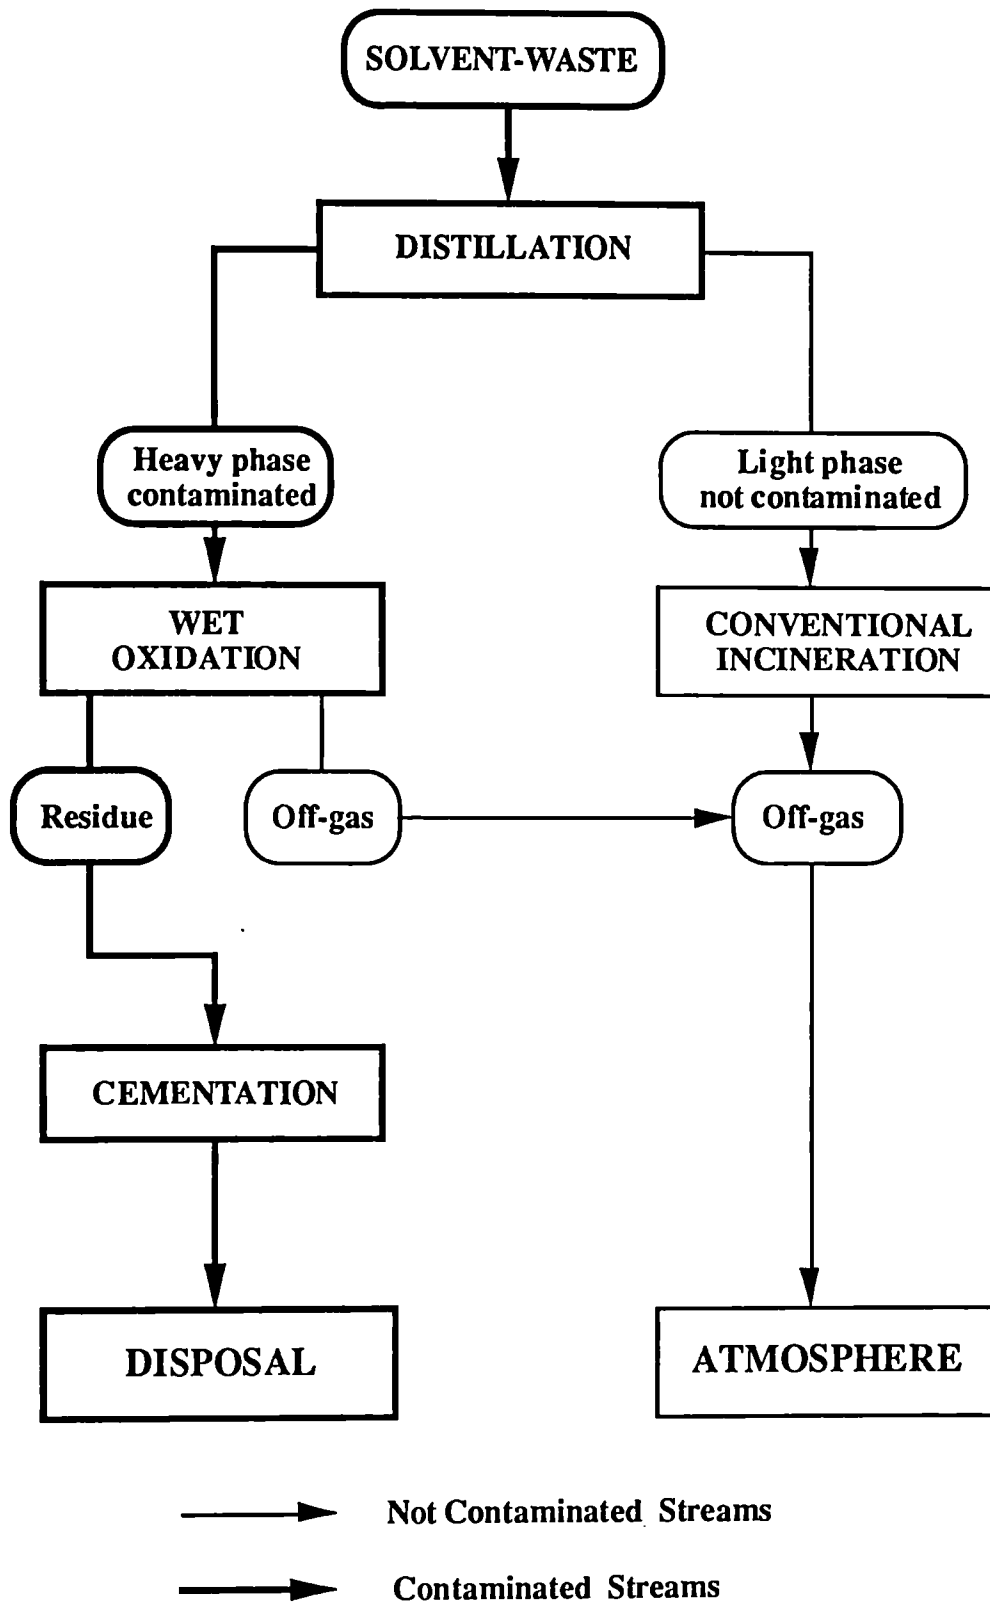 SOLVENT-WASTE
DISTILLATION
Heavy phase
contaminated
Light phase
not contaminated
WET
OXIDATION
CONVENTIONAL
INCINERATION
Residue
Off-gas
Off-gas
CEMENTATION
DISPOSAL
ATMOSPHERE
Not Contaminated Streams
Contaminated Streams